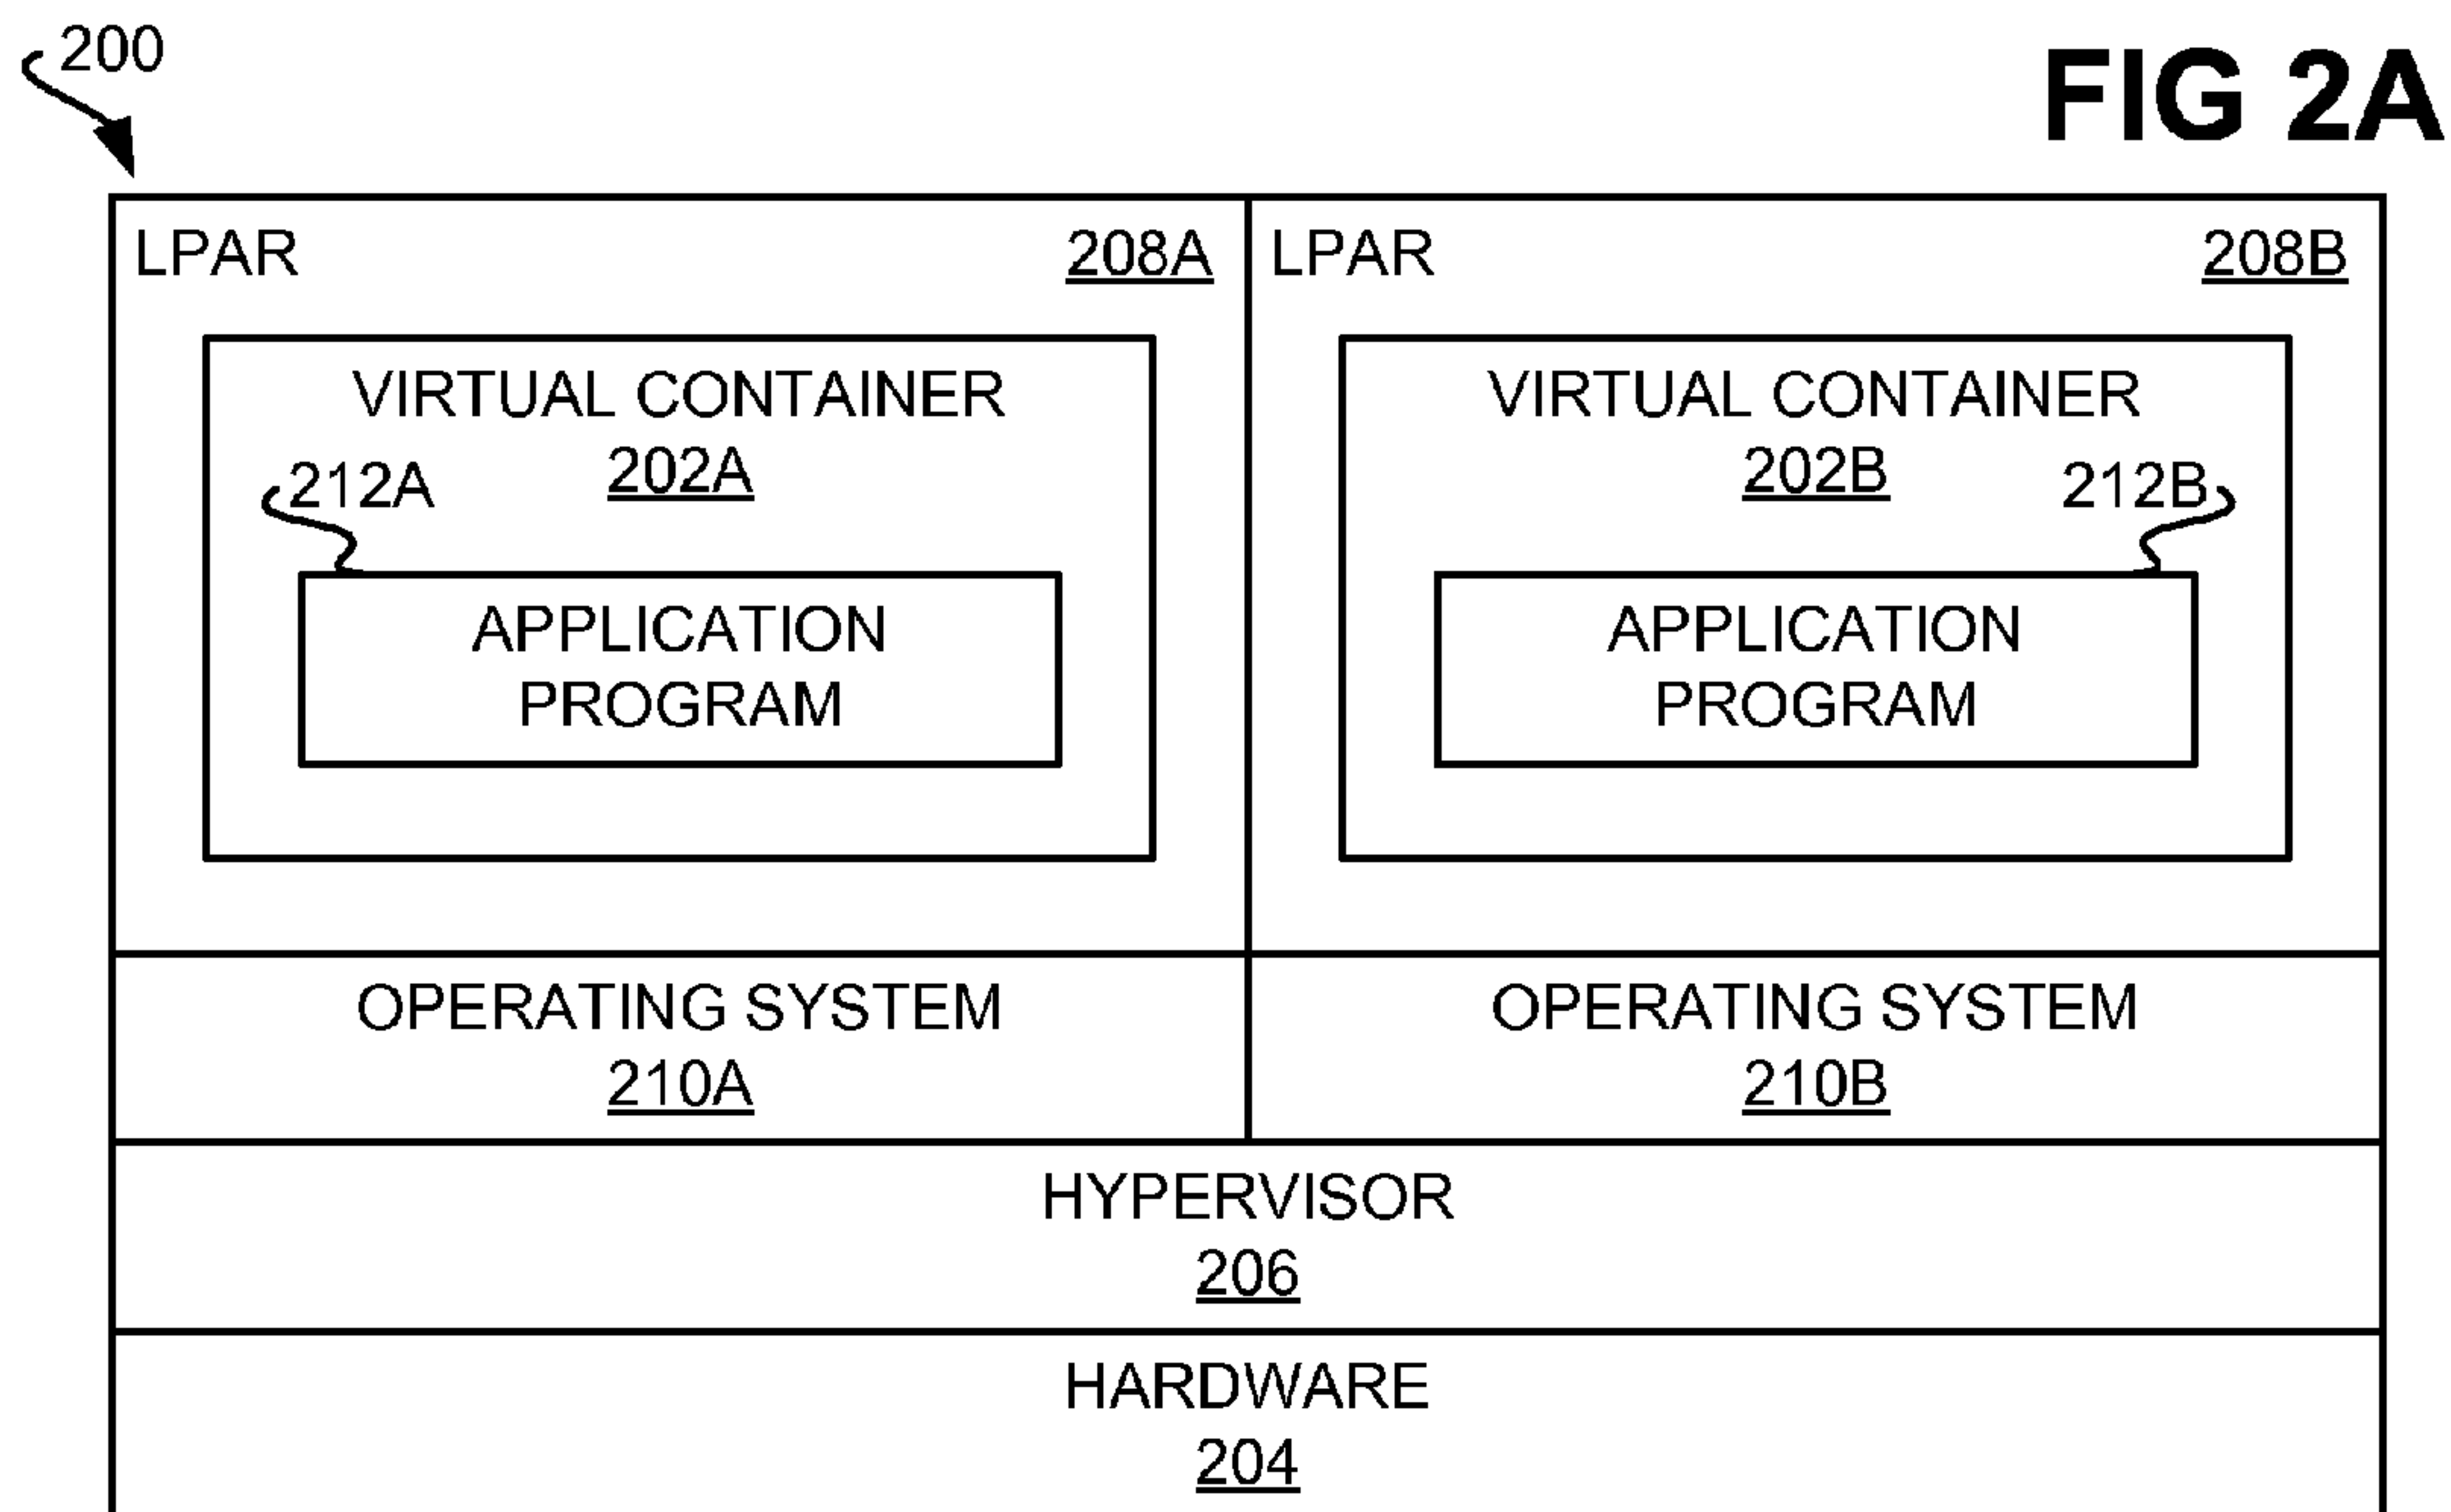 200
FIG 2A
LPAR 208A
LPAR 208B
VIRTUAL CONTAINER
202A
212A
APPLICATION
PROGRAM
VIRTUAL CONTAINER
202B
212B
APPLICATION
PROGRAM
OPERATING SYSTEM
210A
OPERATING SYSTEM
210B
HYPERVISOR
206
HARDWARE
204